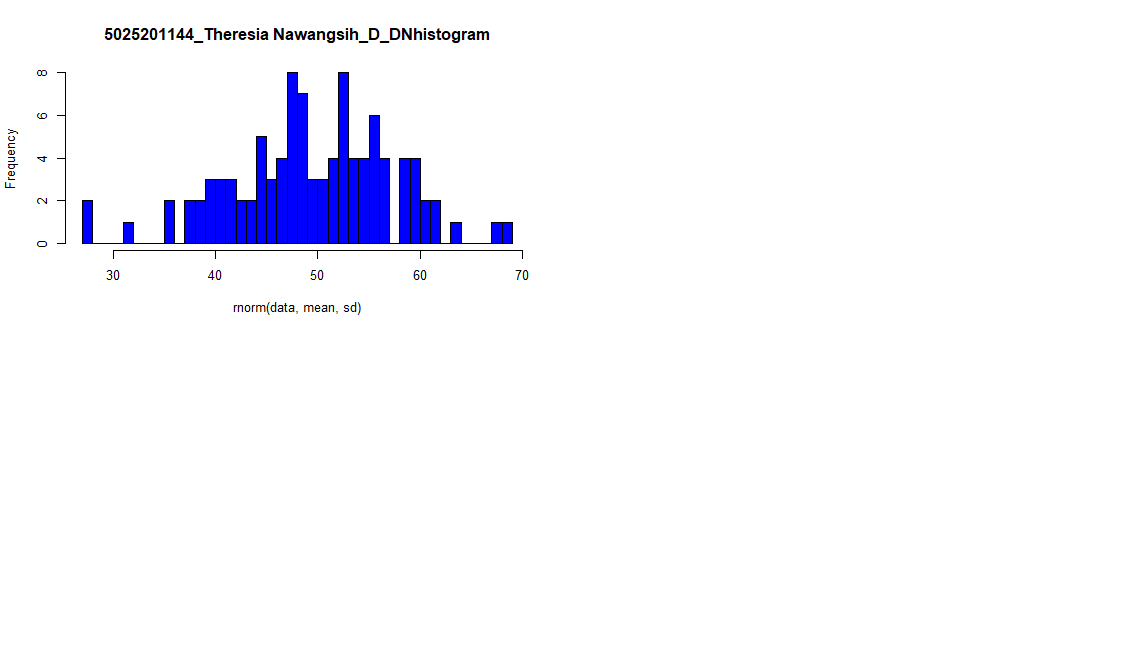 5025201144_Theresia Nawangsih_D_DNhistogram
8
6
4
2
0
Frequency
30 40 50 60 70
rnorm(data, mean, sd)